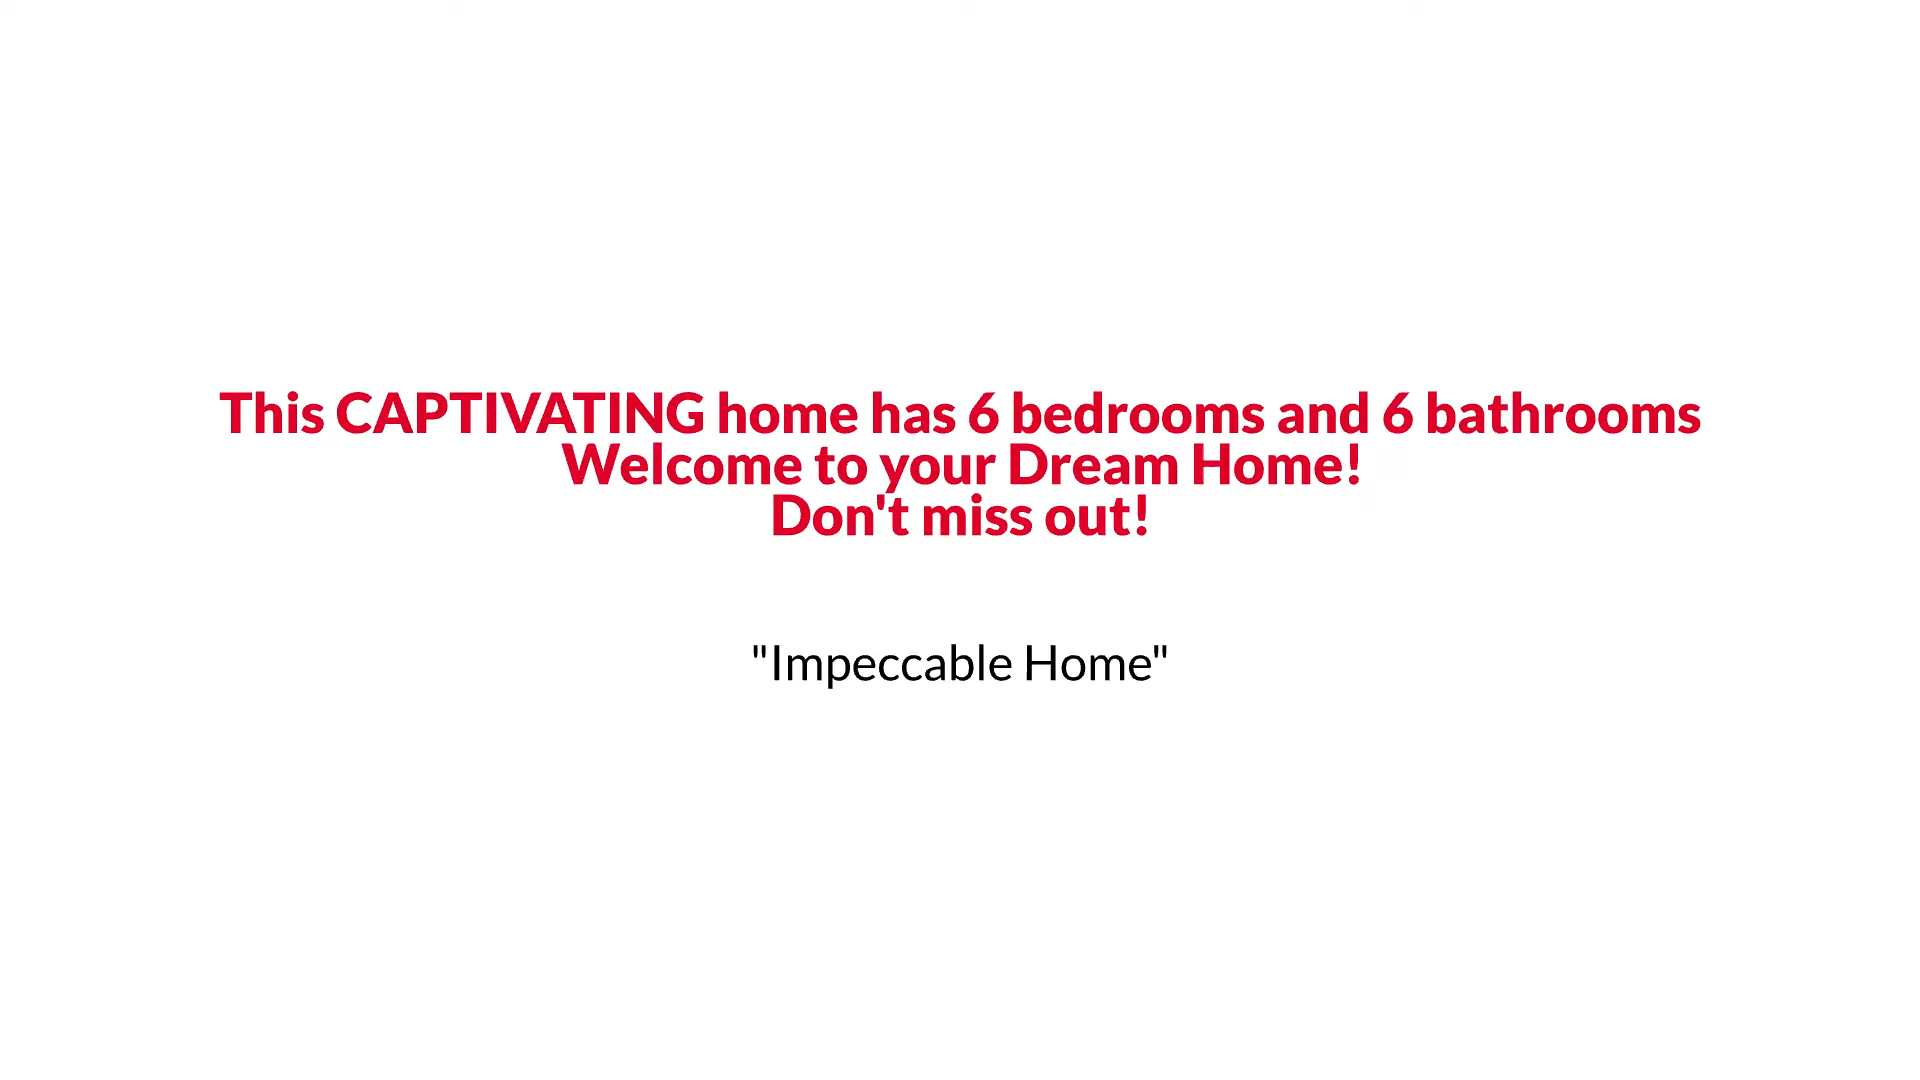 This CAPTIVATING home has 6 bedrooms and 6 bathrooms
Welcome to your Dream Home!
Don't miss out!
"Impeccable Home"